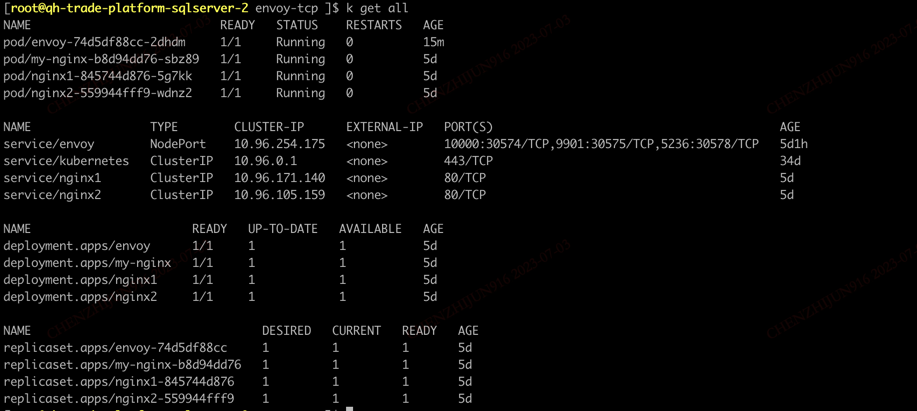 [root@qh-trade-platform-sqlserver-2 envoy-tcp ]$ k get all
NAME READY STATUS RESTARTS AGE
pod/envoy-74d5df88cc-2dhdm 1/1 Running 0 15m
pod/my-nginx-b8d94dd76-sbz89 1/1 Running 0 5d
pod/nginx1-845744d876-5g7kk 1/1 Running 0 5d
pod/nginx2-559944fff9-wdnz2 1/1 Running 0 5d
NAME TYPE CLUSTER-IP EXTERNAL-IP PORT(S) AGE
service/envoy NodePort 10.96.254.175 <none> 10000:30574/TCP,9901:30575/TCP,5236:30578/TCP 5d1h
service/kubernetes ClusterIP 10.96.0.1 <none> 443/TCP 34d
service/nginx1 ClusterIP 10.96.171.140 <none> 80/TCP 5d
service/nginx2 ClusterIP 10.96.105.159 <none> 80/TCP 5d
NAME READY UP-TO-DATE AVAILABLE AGE
deployment.apps/envoy 1/1 1 1 5d
deployment.apps/my-nginx 1/1 1 1 5d
deployment.apps/nginx1 1/1 1 1 5d
deployment.apps/nginx2 1/1 1 1 5d
NAME DESIRED CURRENT READY AGE
replicaset.apps/envoy-74d5df88cc 1 1 1 5d
replicaset.apps/my-nginx-b8d94dd76 1 1 1 5d
replicaset.apps/nginx1-845744d876 1 1 1 5d
replicaset.apps/nginx2-559944fff9 1 1 1 5d